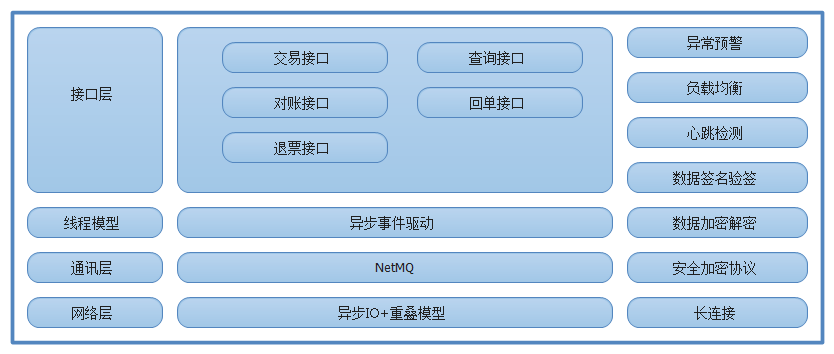 接口层
交易接口
查询接口
对账接口
回单接口
退票接口
异常预警
负载均衡
心跳检测
数据签名验签
线程模型
异步事件驱动
数据加密解密
通讯层
NetMQ
安全加密协议
网络层
异步IO+重叠模型
长连接